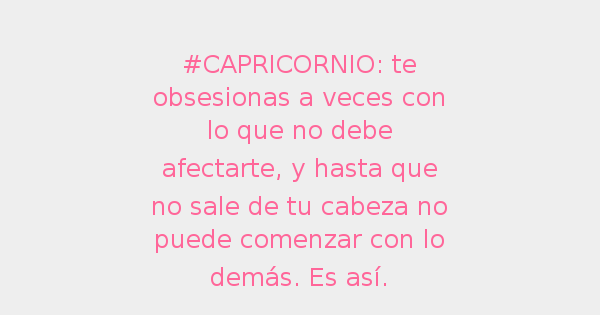 #CAPRICORNIO: te
obsesionas a veces con
lo que no debe
afectarte, y hasta que
no sale de tu cabeza no
puede comenzar con lo
demás. Es así.